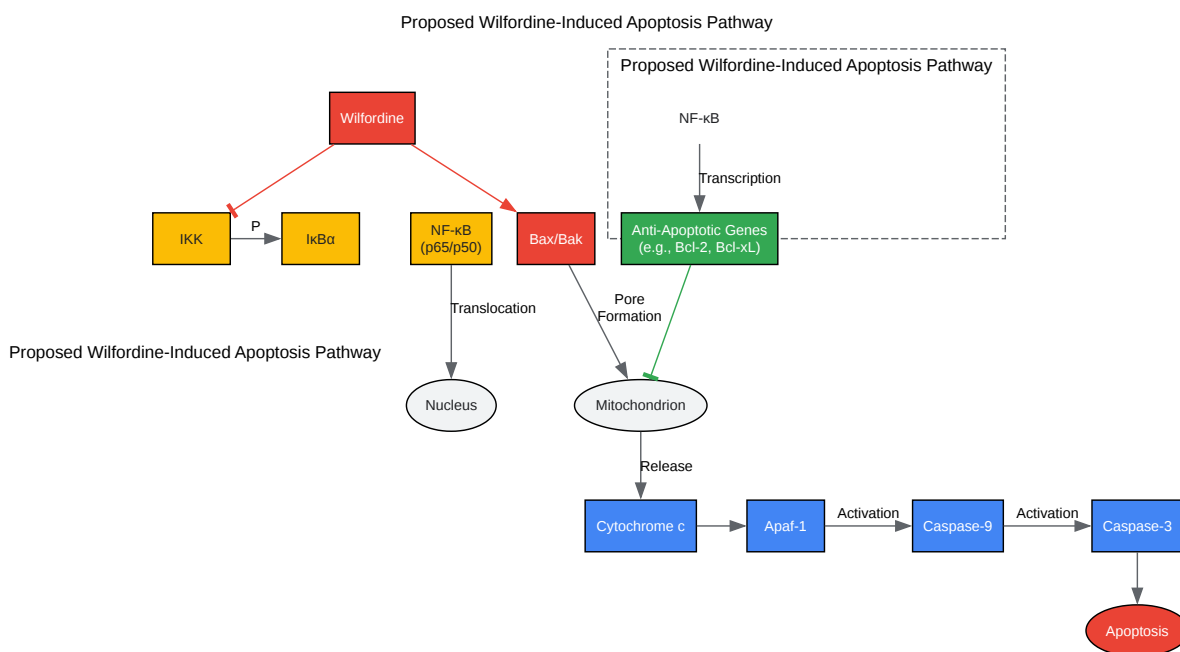 Proposed Wilfordine-Induced Apoptosis Pathway
Proposed Wilfordine-Induced Apoptosis Pathway
Wilfordine
NF-κB
Transcription
IKK
P
IκBα
NF-κB
(p65/p50)
Bax/Bak
Anti-Apoptotic Genes
(e.g., Bcl-2, Bcl-xL)
Translocation
Pore
Formation
Proposed Wilfordine-Induced Apoptosis Pathway
Nucleus
Mitochondrion
Release
Cytochrome c
Apaf-1
Activation
Caspase-9
Activation
Caspase-3
Apoptosis